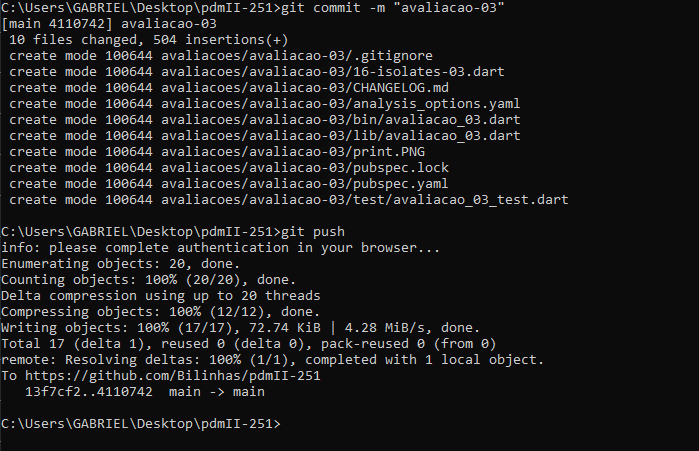 C:\Users\GABRIEL\Desktop\pdmII-251>git commit -m "avaliacao-03"
[main 4110742] avaliacao-03
 10 files changed, 504 insertions(+)
 create mode 100644 avaliacoes/avaliacao-03/.gitignore
 create mode 100644 avaliacoes/avaliacao-03/16-isolates-03.dart
 create mode 100644 avaliacoes/avaliacao-03/CHANGELOG.md
 create mode 100644 avaliacoes/avaliacao-03/analysis_options.yaml
 create mode 100644 avaliacoes/avaliacao-03/bin/avaliacao_03.dart
 create mode 100644 avaliacoes/avaliacao-03/lib/avaliacao_03.dart
 create mode 100644 avaliacoes/avaliacao-03/print.PNG
 create mode 100644 avaliacoes/avaliacao-03/pubspec.lock
 create mode 100644 avaliacoes/avaliacao-03/pubspec.yaml
 create mode 100644 avaliacoes/avaliacao-03/test/avaliacao_03_test.dart
C:\Users\GABRIEL\Desktop\pdmII-251>git push
info: please complete authentication in your browser...
Enumerating objects: 20, done.
Counting objects: 100% (20/20), done.
Delta compression using up to 20 threads
Compressing objects: 100% (12/12), done.
Writing objects: 100% (17/17), 72.74 KiB | 4.28 MiB/s, done.
Total 17 (delta 1), reused 0 (delta 0), pack-reused 0 (from 0)
remote: Resolving deltas: 100% (1/1), completed with 1 local object.
To https://github.com/Bilinhas/pdmII-251
   13f7cf2..4110742  main -> main
C:\Users\GABRIEL\Desktop\pdmII-251>